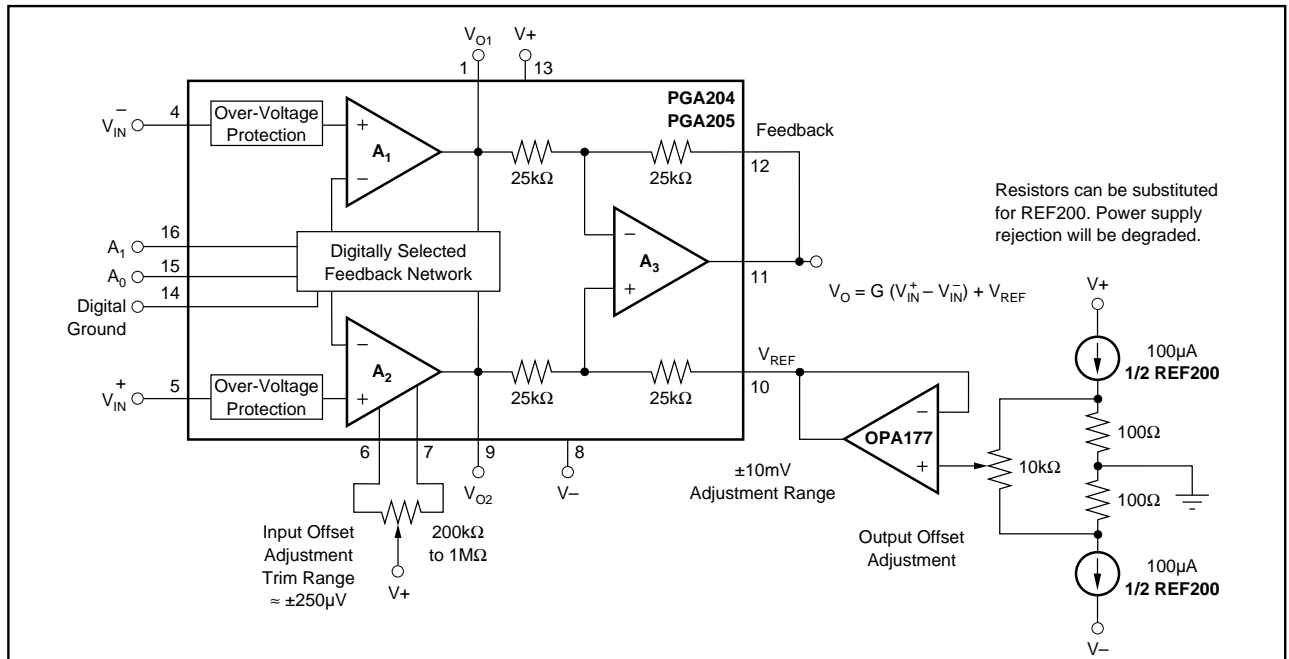 V_O1
V+
1
13
PGA204
PGA205
4
V_IN^–
Over-Voltage
Protection
+
A_1
–
25kΩ
25kΩ
Feedback
12
Resistors can be substituted
for REF200. Power supply
rejection will be degraded.
A_1
16
A_0
15
14
Digital
Ground
Digitally Selected
Feedback Network
–
A_3
+
11
V_O = G (V_IN^+ – V_IN^–) + V_REF
V+
100µA
1/2 REF200
5
V_IN^+
Over-Voltage
Protection
–
A_2
+
25kΩ
25kΩ
V_REF
10
–
OPA177
+
10kΩ
100Ω
100Ω
6
7
9
8
V_O2
V–
±10mV
Adjustment Range
Output Offset
Adjustment
Input Offset
Adjustment
Trim Range
≈ ±250µV
200kΩ
to 1MΩ
V+
100µA
1/2 REF200
V–